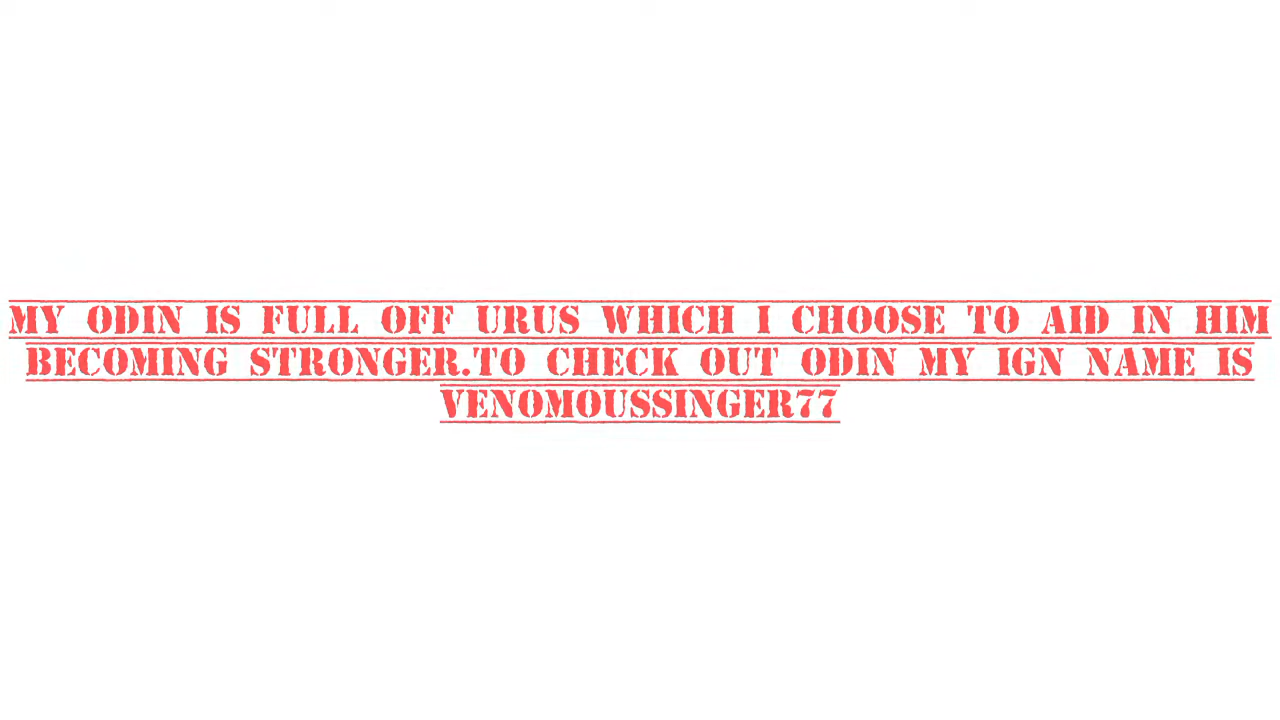 MY ODIN IS FULL OFF URUS WHICH I CHOOSE TO AID IN HIM
BECOMING STRONGER.TO CHECK OUT ODIN MY IGN NAME IS
VENOMOUSSINGER77